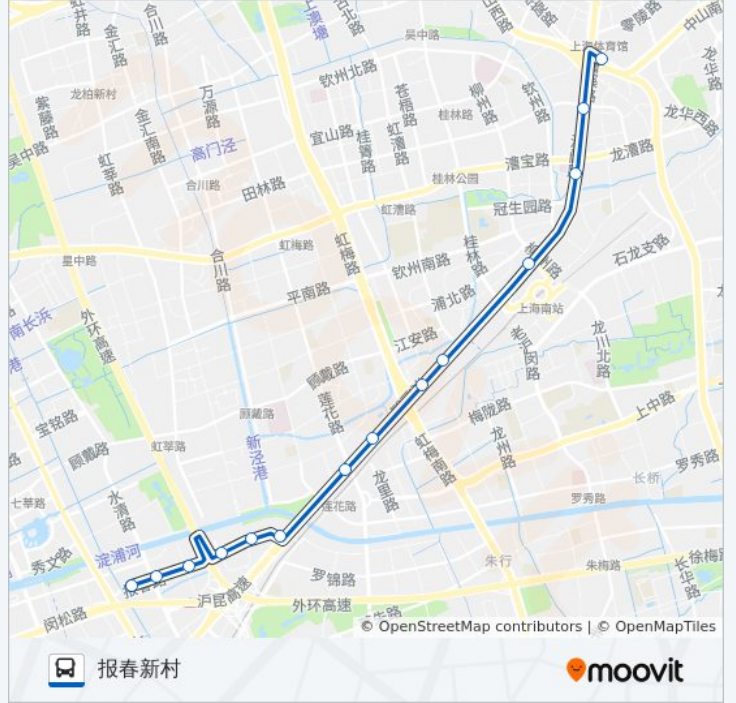 虹井路
金汇路
合川路
上澳塘
古北路
吴中路
上海体育馆
零陵路
中山南
龙华路
紫藤路
龙柏新村
万源路
钦州北路
苍梧路
柳州路
钦州路
桂林路
龙华西路
吴中路
金汇南路
虹莘路
高门泾
宜山路
桂箐路
虹漕路
漕宝路
龙漕路
合川路
田林路
桂林公园
虹漕路
冠生园路
星中路
合川路
虹梅路
虹梅路
桂林路
钦州南路
石龙支路
平南路
浦北路
上海南站
南长浜
港
外环高速
江安路
老沪闵路
龙川北路
顾戴路
莲花路
顾戴路
梅陇路
上中路
宝铭路
新泾港
虹莘路
虹梅南路
龙州路
罗秀路
顾戴路
长桥
七莘路
水清路
龙里路
莲花路
罗秀路
淀浦河
秀文路
朱行
朱梅路
长徐梅路
罗锦路
长华路
沪昆高速
外环高速
闵松路
© OpenStreetMap contributors | © OpenMapTiles
报春新村
moovit